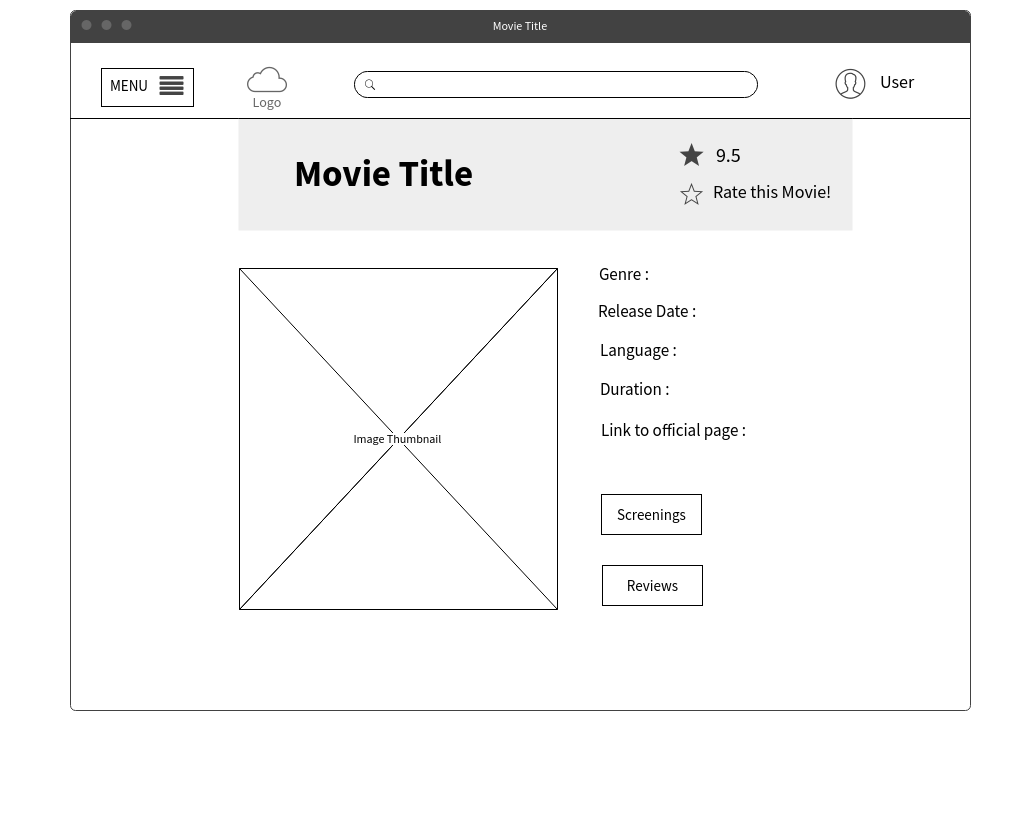 Movie Title
MENU
Logo
User
Movie Title
9.5
Rate this Movie!
Genre :
Release Date :
Language :
Duration :
Link to official page :
Image Thumbnail
Screenings
Reviews